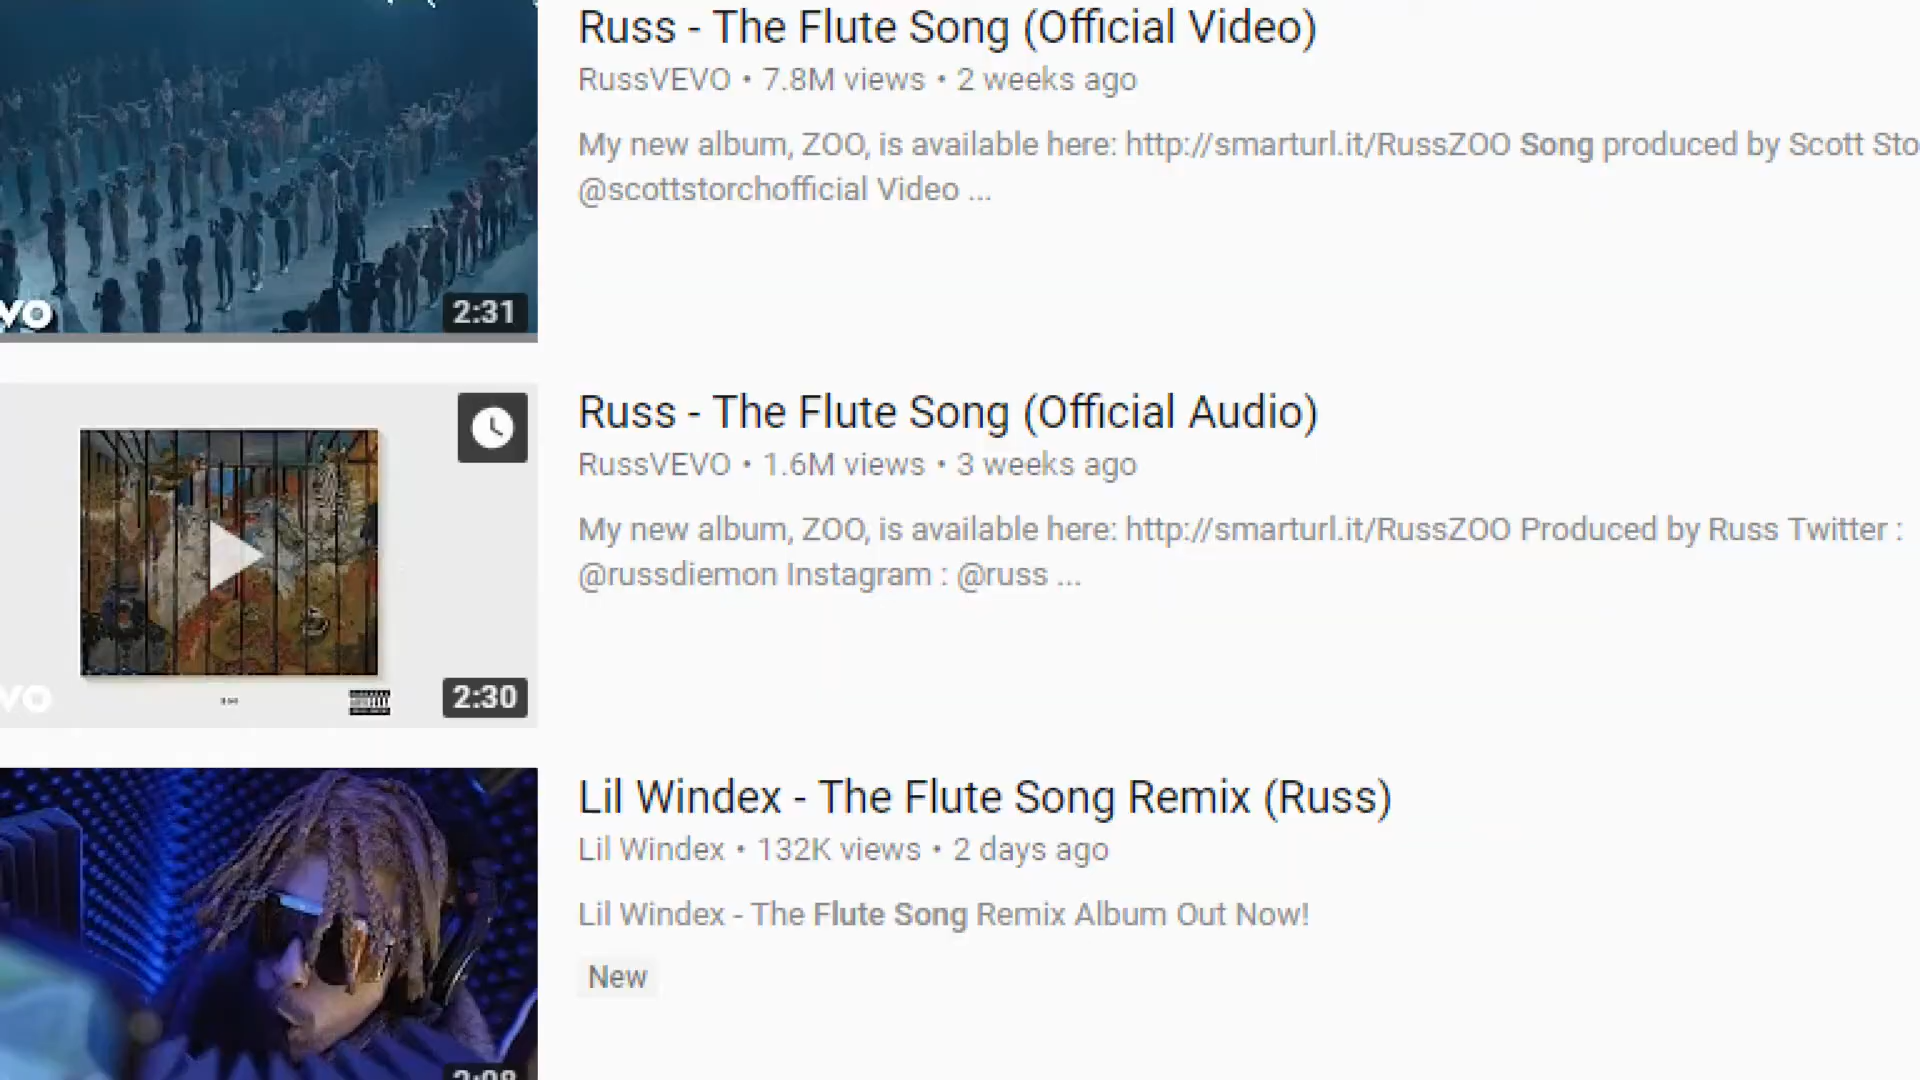 Russ - The Flute Song (Official Video)
RussVEVO • 7.8M views • 2 weeks ago
My new album, ZOO, is available here: http://smarturl.it/RussZOO Song produced by Scott Sto
@scottstorchofficial Video ...
vo
2:31
Russ - The Flute Song (Official Audio)
RussVEVO • 1.6M views • 3 weeks ago
My new album, ZOO, is available here: http://smarturl.it/RussZOO Produced by Russ Twitter :
@russdiemon Instagram : @russ ...
vo
2:30
Lil Windex - The Flute Song Remix (Russ)
Lil Windex • 132K views • 2 days ago
Lil Windex - The Flute Song Remix Album Out Now!
New